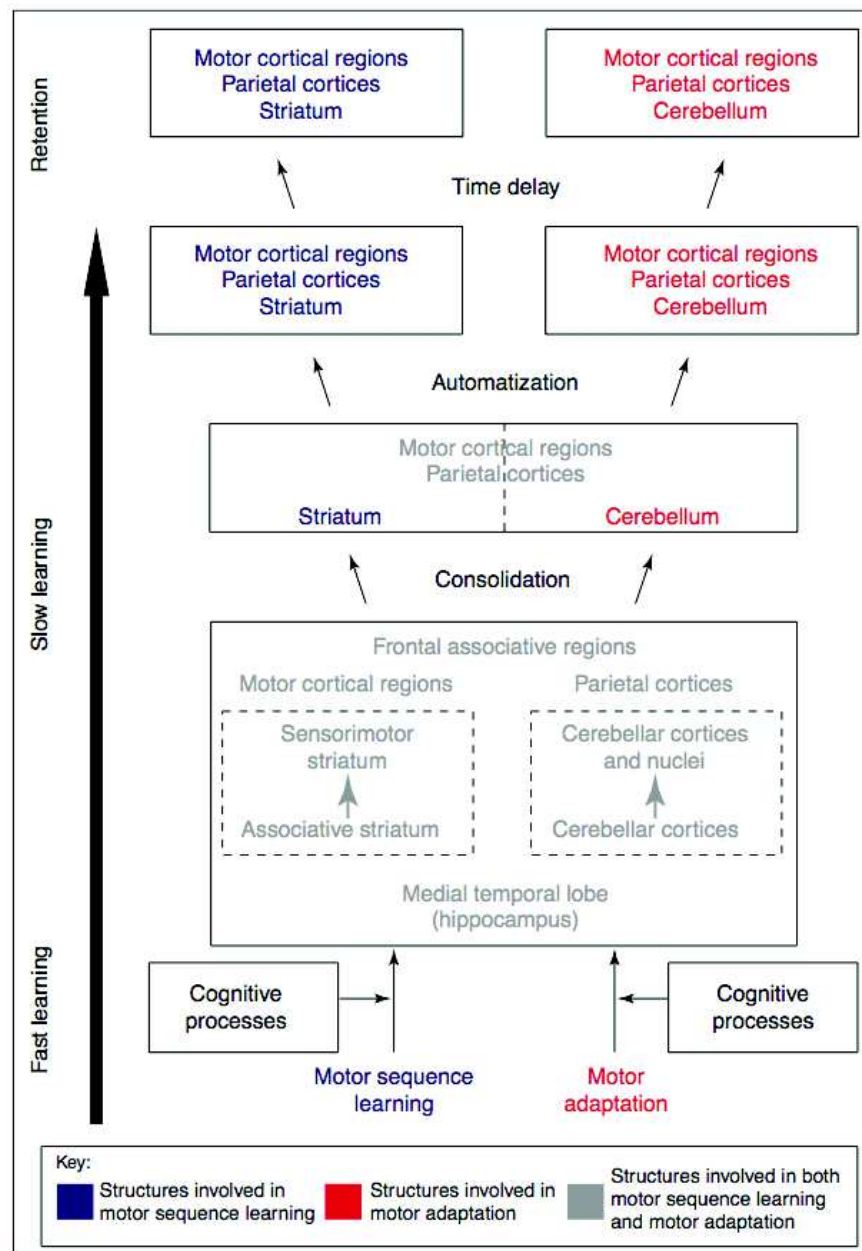 Retention
Motor cortical regions
Parietal cortices
Striatum
Motor cortical regions
Parietal cortices
Cerebellum
Time delay
Motor cortical regions
Parietal cortices
Striatum
Motor cortical regions
Parietal cortices
Cerebellum
Automatization
Slow learning
Motor cortical regions
Parietal cortices
Striatum
Cerebellum
Consolidation
Frontal associative regions
Motor cortical regions
Parietal cortices
Sensorimotor
striatum
Cerebellar cortices
and nuclei
Associative striatum
Cerebellar cortices
Medial temporal lobe
(hippocampus)
Fast learning
Cognitive
processes
Cognitive
processes
Motor sequence
learning
Motor
adaptation
Key:
Structures involved in
motor sequence learning
Structures involved in
motor adaptation
Structures involved in both
motor sequence learning
and motor adaptation